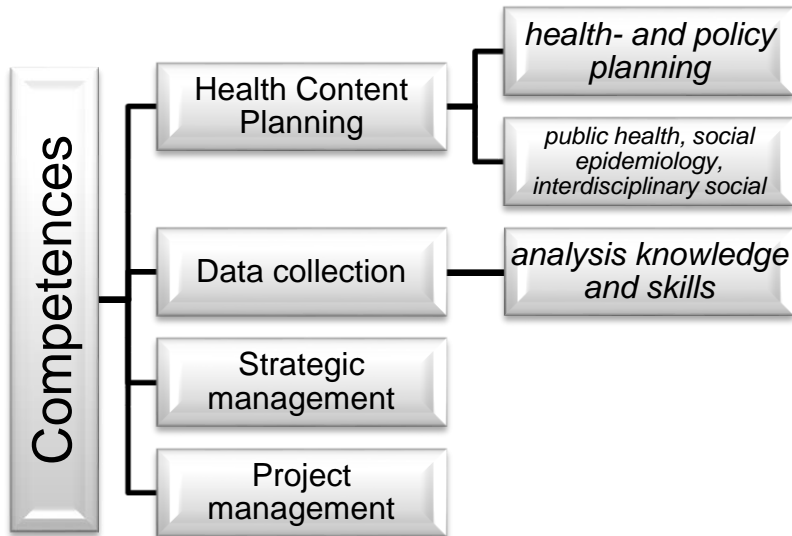 Competences
Health Content
Planning
health- and policy
planning
public health, social
epidemiology,
interdisciplinary social
Data collection
analysis knowledge
and skills
Strategic
management
Project
management